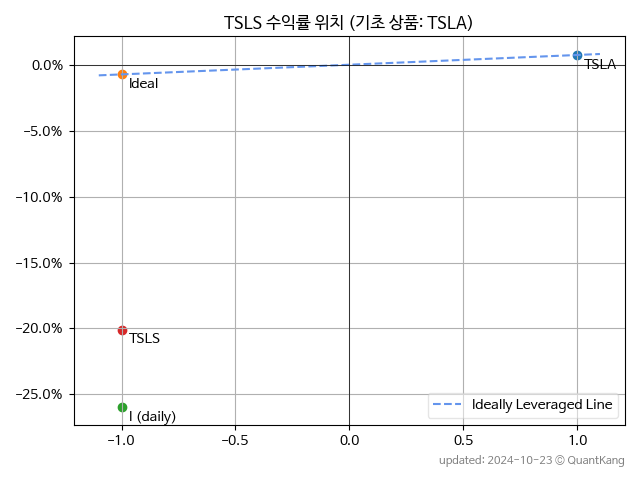 TSLS 수익률 위치 (기초 상품: TSLA)
0.0%
−5.0%
−10.0%
−15.0%
−20.0%
−25.0%
TSLA
Ideal
TSLS
I (daily)
Ideally Leveraged Line
−1.0 −0.5 0.0 0.5 1.0
updated: 2024-10-23 © QuantKang